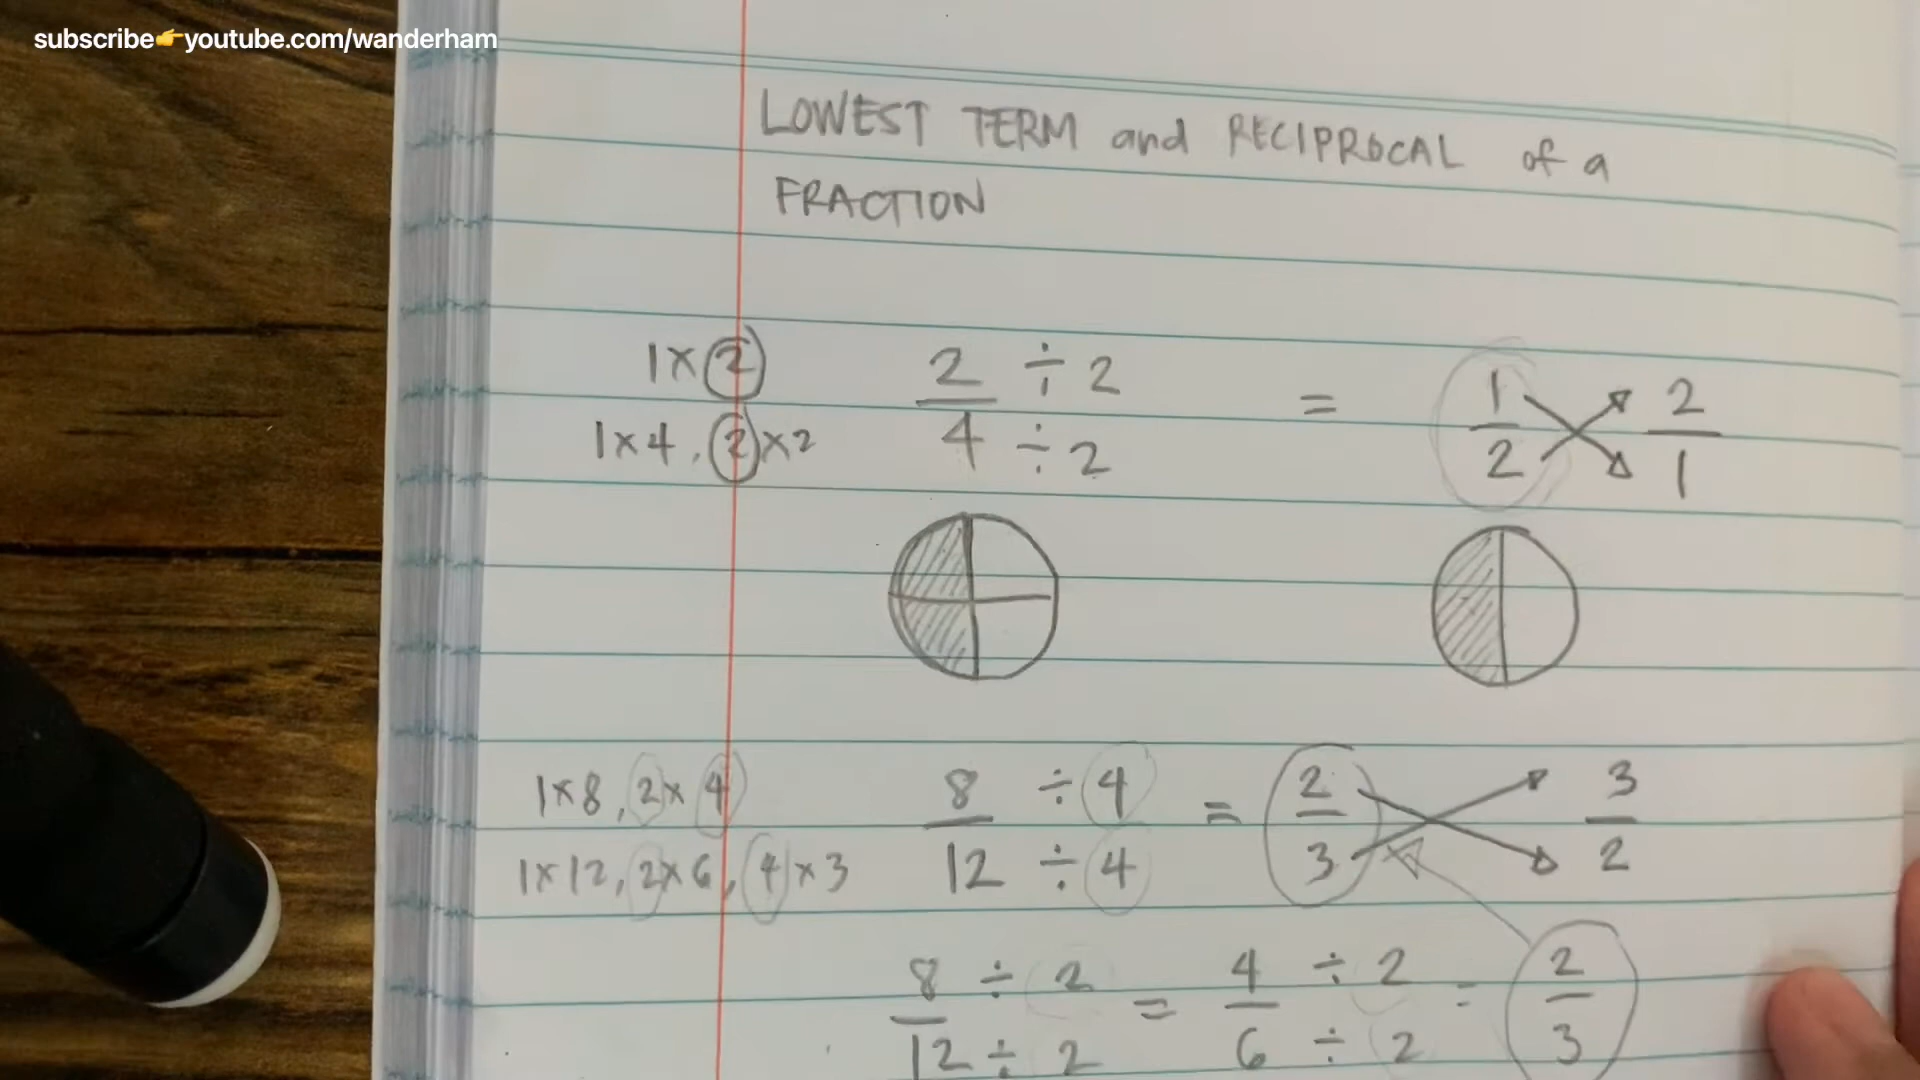 subscribe👉youtube.com/wanderham
LOWEST TERM and RECIPROCAL of a
FRACTION
1×2 2 ÷ 2 1 2
1×4, 2×2 4 ÷ 2 = 2 1
1×8, 2×4 8 ÷ 4 = 2 3
1×12, 2×6, 4×3 12 ÷ 4 3 2
8 ÷ 2 = 4 ÷ 2 = 2
12 ÷ 2 6 ÷ 2 3